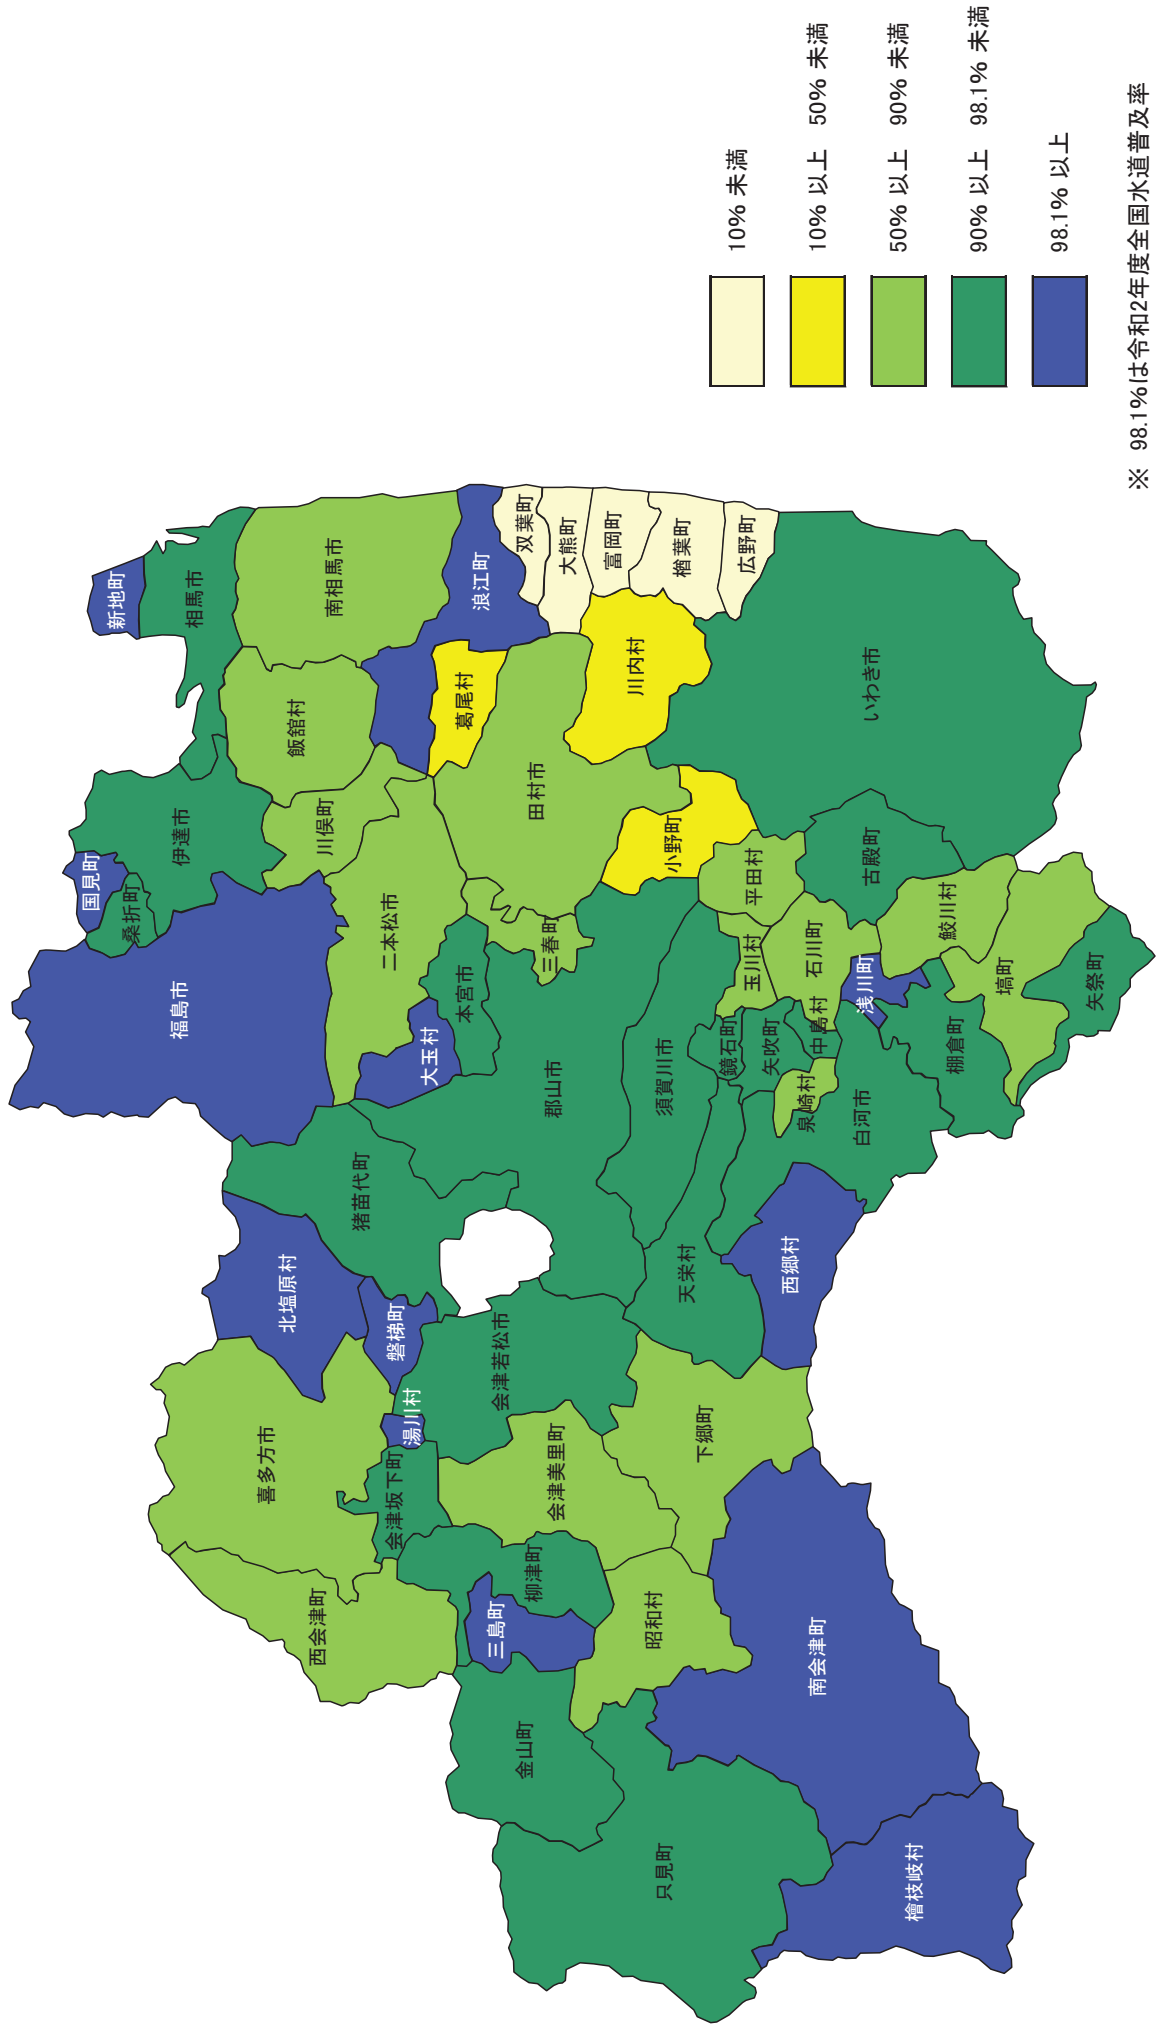 新地町
相馬市
南相馬市
飯舘村
浪江町
双葉町
大熊町
富岡町
楢葉町
広野町
国見町
桑折町
伊達市
川俣町
葛尾村
川内村
福島市
二本松市
田村市
小野町
いわき市
大玉村
本宮市
三春町
平田村
古殿町
郡山市
須賀川市
鏡石町
玉川村
石川町
浅川町
鮫川村
塙町
矢祭町
矢吹町
中島村
泉崎村
白河市
棚倉町
猪苗代町
天栄村
西郷村
北塩原村
磐梯町
会津若松市
湯川村
喜多方市
会津坂下町
会津美里町
下郷町
西会津町
柳津町
三島町
昭和村
南会津町
金山町
只見町
檜枝岐村
10% 未満
10% 以上 50% 未満
50% 以上 90% 未満
90% 以上 98.1% 未満
98.1% 以上
※ 98.1%は令和2年度全国水道普及率